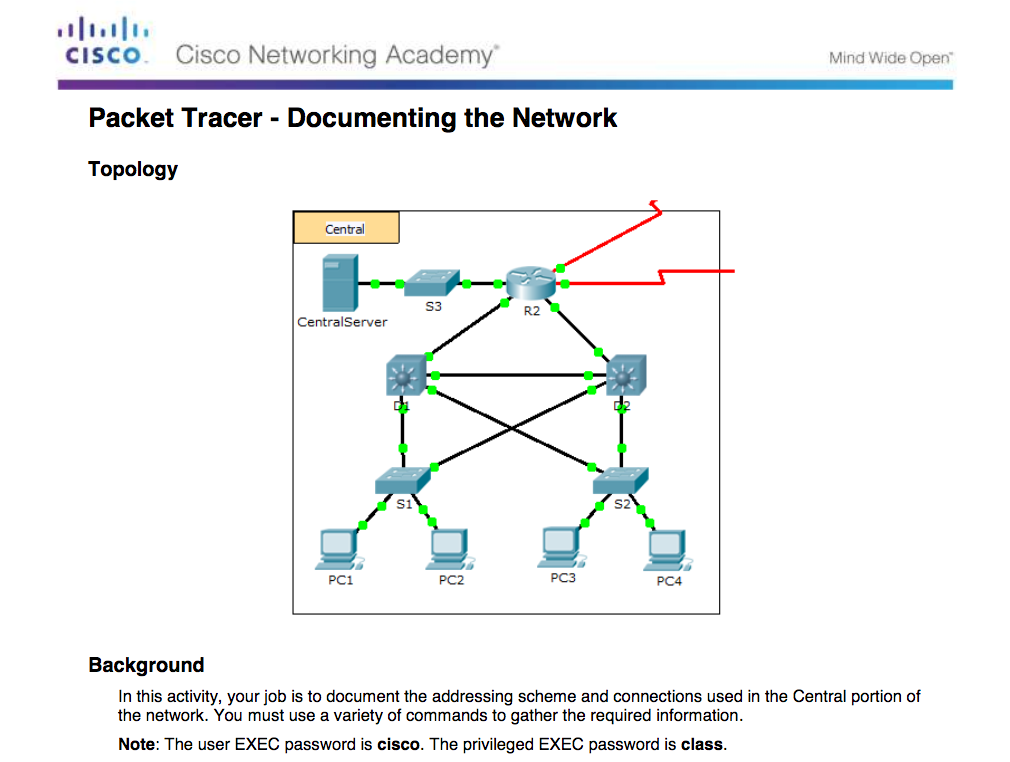 CISCO
Cisco Networking Academy®
Mind Wide Open™
Packet Tracer - Documenting the Network
Topology
Central
CentralServer
S3
R2
D1
D2
S1
S2
PC1
PC2
PC3
PC4
Background
In this activity, your job is to document the addressing scheme and connections used in the Central portion of
the network. You must use a variety of commands to gather the required information.
Note: The user EXEC password is cisco. The privileged EXEC password is class.